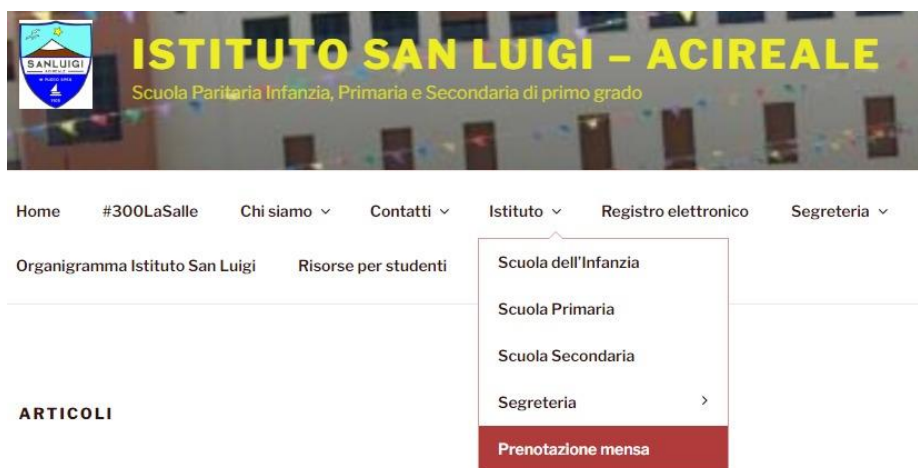 SANLUIGI
ACIREALE
ISTITUTO SAN LUIGI – ACIREALE
Scuola Paritaria Infanzia, Primaria e Secondaria di primo grado
Home #300LaSalle Chi siamo Contatti Istituto Registro elettronico Segreteria
Organigramma Istituto San Luigi Risorse per studenti
Scuola dell'Infanzia
Scuola Primaria
Scuola Secondaria
Segreteria
ARTICOLI
Prenotazione mensa